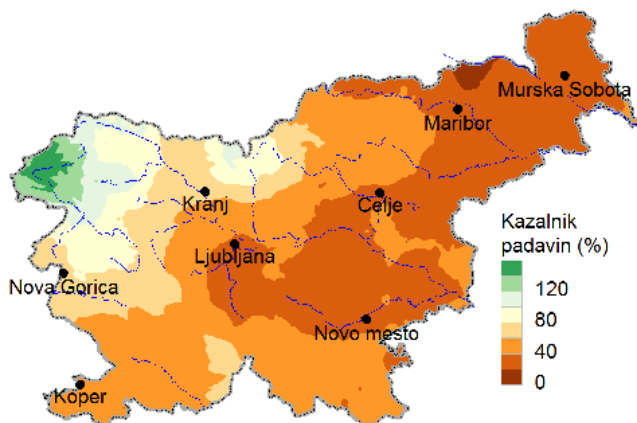 Murska Sobota
Maribor
Kranj
Celje
Ljubljana
Nova Gorica
Novo mesto
Koper
Kazalnik
padavin (%)
120
80
40
0